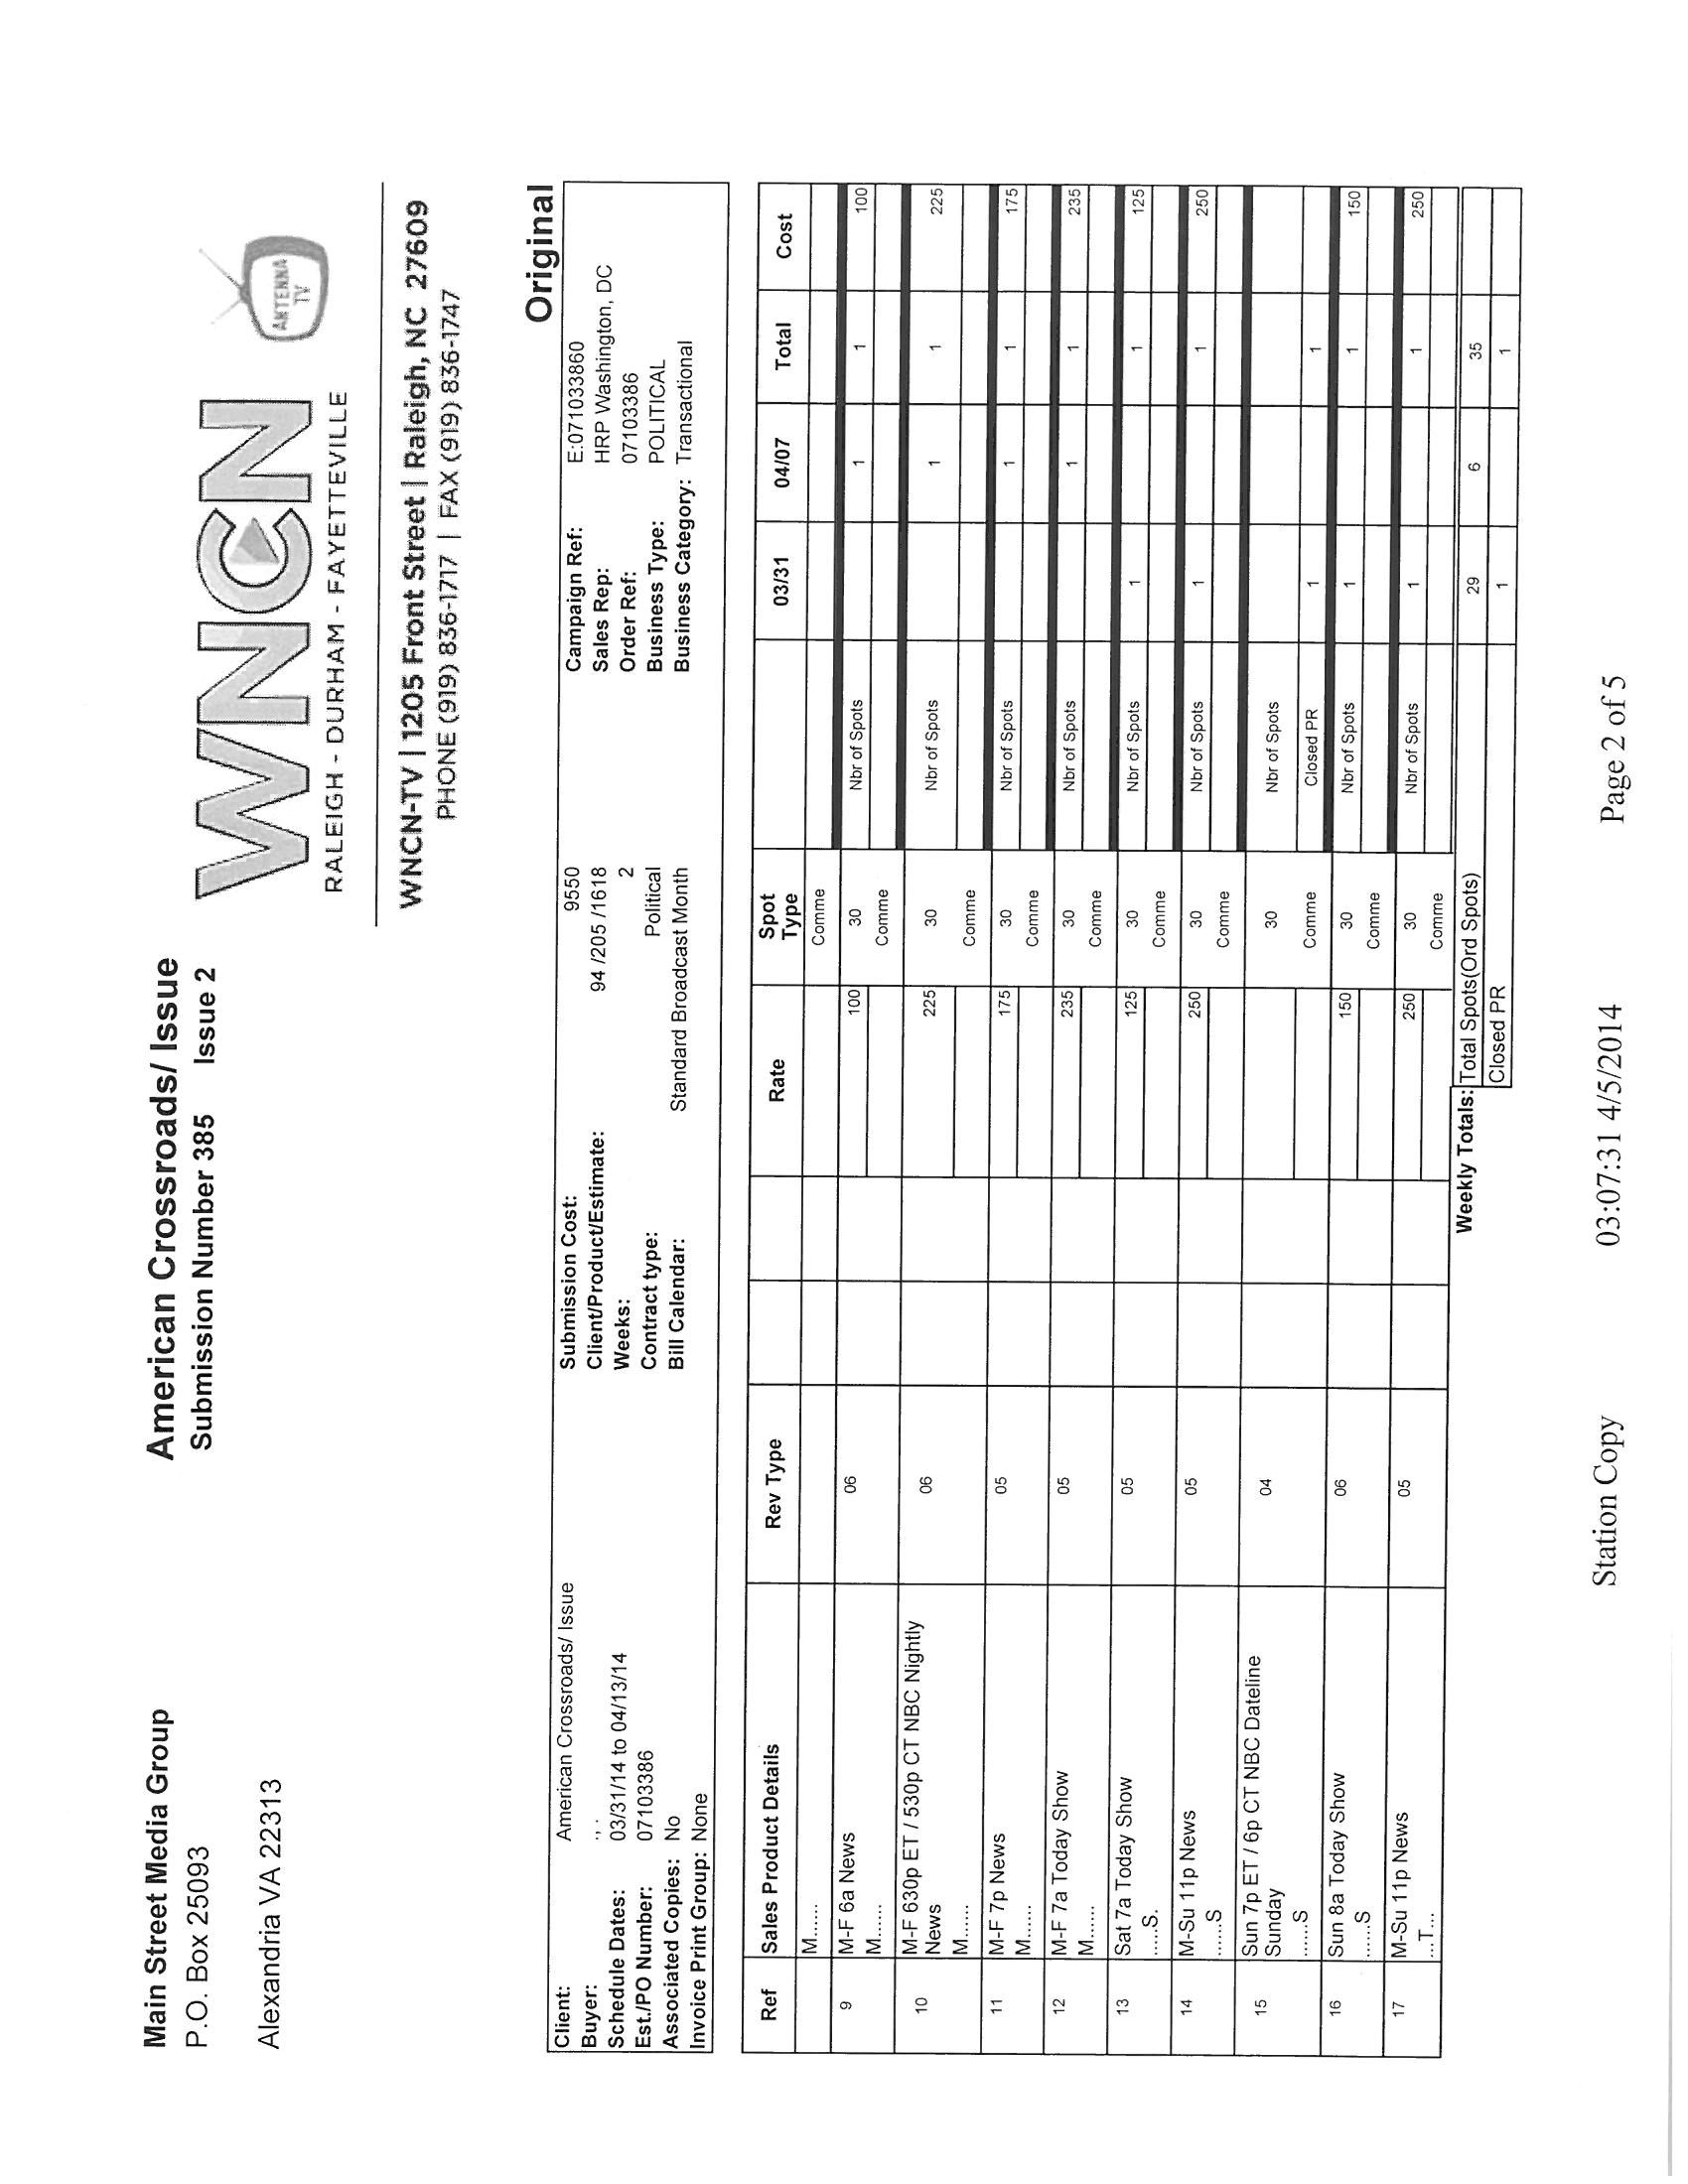 Main Street Media Group
P.O. Box 25093
Alexandria VA 22313
American Crossroads/ Issue
Submission Number 385 Issue 2
WNCN
RALEIGH - DURHAM - FAYETTEVILLE
ANTENNA
TV
WNCN-TV | 1205 Front Street | Raleigh, NC 27609
PHONE (919) 836-1717 | FAX (919) 836-1747
Original
Client: American Crossroads/ Issue Submission Cost: 9550 Campaign Ref: E:071033860
Buyer: ., . Client/Product/Estimate: 94 /205 /1618 Sales Rep: HRP Washington, DC
Schedule Dates: 03/31/14 to 04/13/14 Weeks: 2 Order Ref: 07103386
Est./PO Number: 07103386 Contract type: Political Business Type: POLITICAL
Associated Copies: No Bill Calendar: Standard Broadcast Month Business Category: Transactional
Invoice Print Group: None
Ref Sales Product Details Rev Type Rate Spot Type 03/31 04/07 Total Cost
M...... Comme
9 M-F 6a News 06 100 30 Nbr of Spots 1 1 100
M...... Comme
10 M-F 630p ET / 530p CT NBC Nightly 06 225 30 Nbr of Spots 1 1 225
News
M...... Comme
11 M-F 7p News 05 175 30 Nbr of Spots 1 1 175
M...... Comme
12 M-F 7a Today Show 05 235 30 Nbr of Spots 1 1 235
M...... Comme
13 Sat 7a Today Show 05 125 30 Nbr of Spots 1 1 125
.....S. Comme
14 M-Su 11p News 05 250 30 Nbr of Spots 1 1 250
......S Comme
15 Sun 7p ET / 6p CT NBC Dateline 04 30 Nbr of Spots
Sunday
......S Comme Closed PR 1 1
16 Sun 8a Today Show 06 150 30 Nbr of Spots 1 1 150
......S Comme
17 M-Su 11p News 05 250 30 Nbr of Spots 1 1 250
...T... Comme
Weekly Totals: Total Spots(Ord Spots) 29 6 35
Closed PR 1 1
Station Copy 03:07:31 4/5/2014 Page 2 of 5